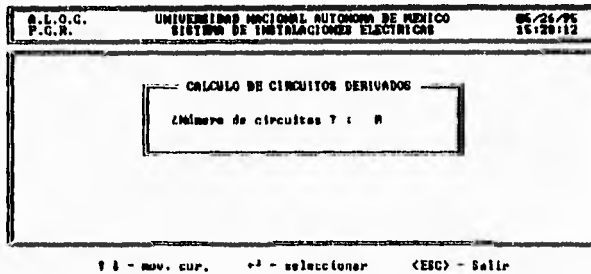 A.L.O.G. UNIVERSIDAD NACIONAL AUTONOMA DE MEXICO 05/26/95
P.G.R. SISTEMA DE INSTALACIONES ELECTRICAS 15:20:12
CALCULO DE CIRCUITOS DERIVADOS
¿Número de circuitos ? :
↑ ↓ - mov. cur. ↵ - seleccionar <ESC> - Salir